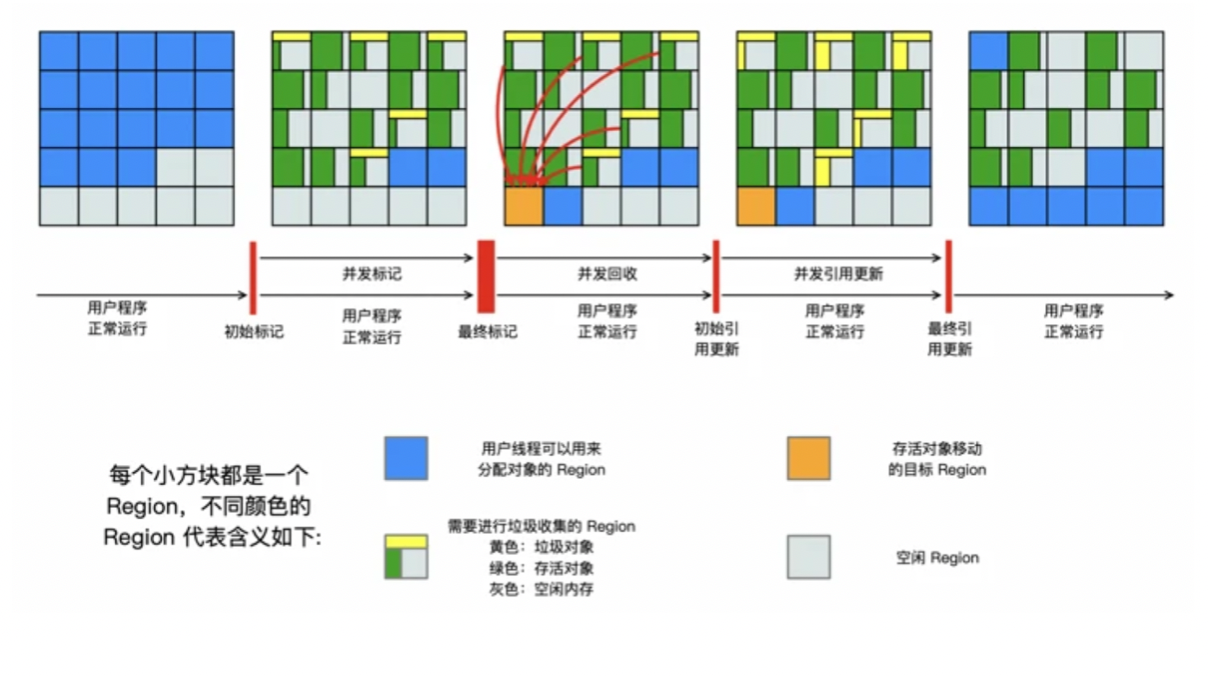 并发标记
并发回收
并发引用更新
用户程序
正常运行
初始标记
用户程序
正常运行
最终标记
用户程序
正常运行
初始引
用更新
用户程序
正常运行
最终引
用更新
用户程序
正常运行
每个小方块都是一个
Region，不同颜色的
Region 代表含义如下:
用户线程可以用来
分配对象的 Region
存活对象移动
的目标 Region
需要进行垃圾收集的 Region
黄色：垃圾对象
绿色：存活对象
灰色：空闲内存
空闲 Region